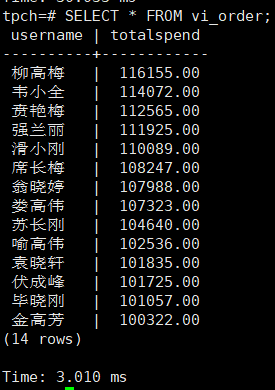 tpch=# SELECT * FROM vi_order;
 username | totalspend
----------+------------
 柳高梅   |  116155.00
 韦小全   |  114072.00
 贲艳梅   |  112565.00
 强兰丽   |  111925.00
 滑小刚   |  110089.00
 席长梅   |  108247.00
 翁晓婷   |  107988.00
 娄高伟   |  107323.00
 苏长刚   |  104640.00
 喻高伟   |  102536.00
 袁晓轩   |  101835.00
 伏成峰   |  101725.00
 毕晓刚   |  101057.00
 金高芳   |  100322.00
(14 rows)

Time: 3.010 ms